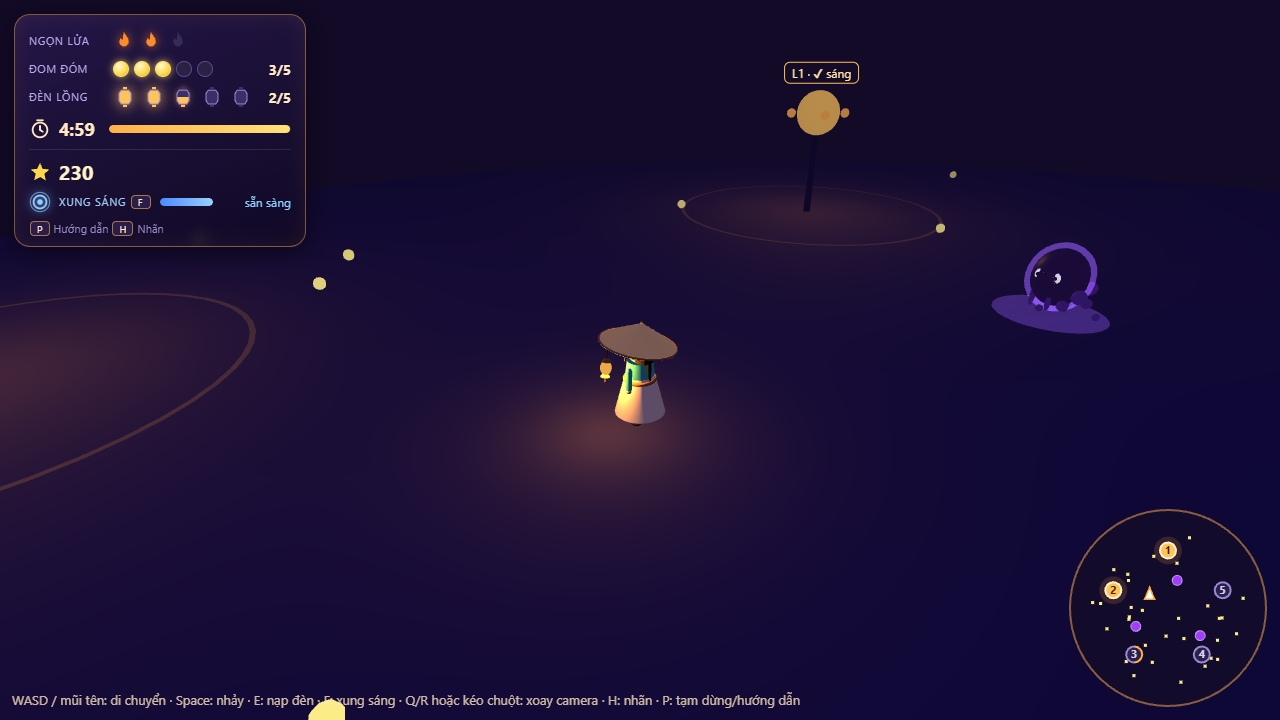 NGỌN LỬA
ĐOM ĐÓM 3/5
ĐÈN LỒNG 2/5
4:59
230
XUNG SÁNG F sẵn sàng
P Hướng dẫn H Nhãn
L1 · ✓ sáng
1
2
5
3
4
WASD / mũi tên: di chuyển · Space: nhảy · E: nạp đèn · F: xung sáng · Q/R hoặc kéo chuột: xoay camera · H: nhãn · P: tạm dừng/hướng dẫn